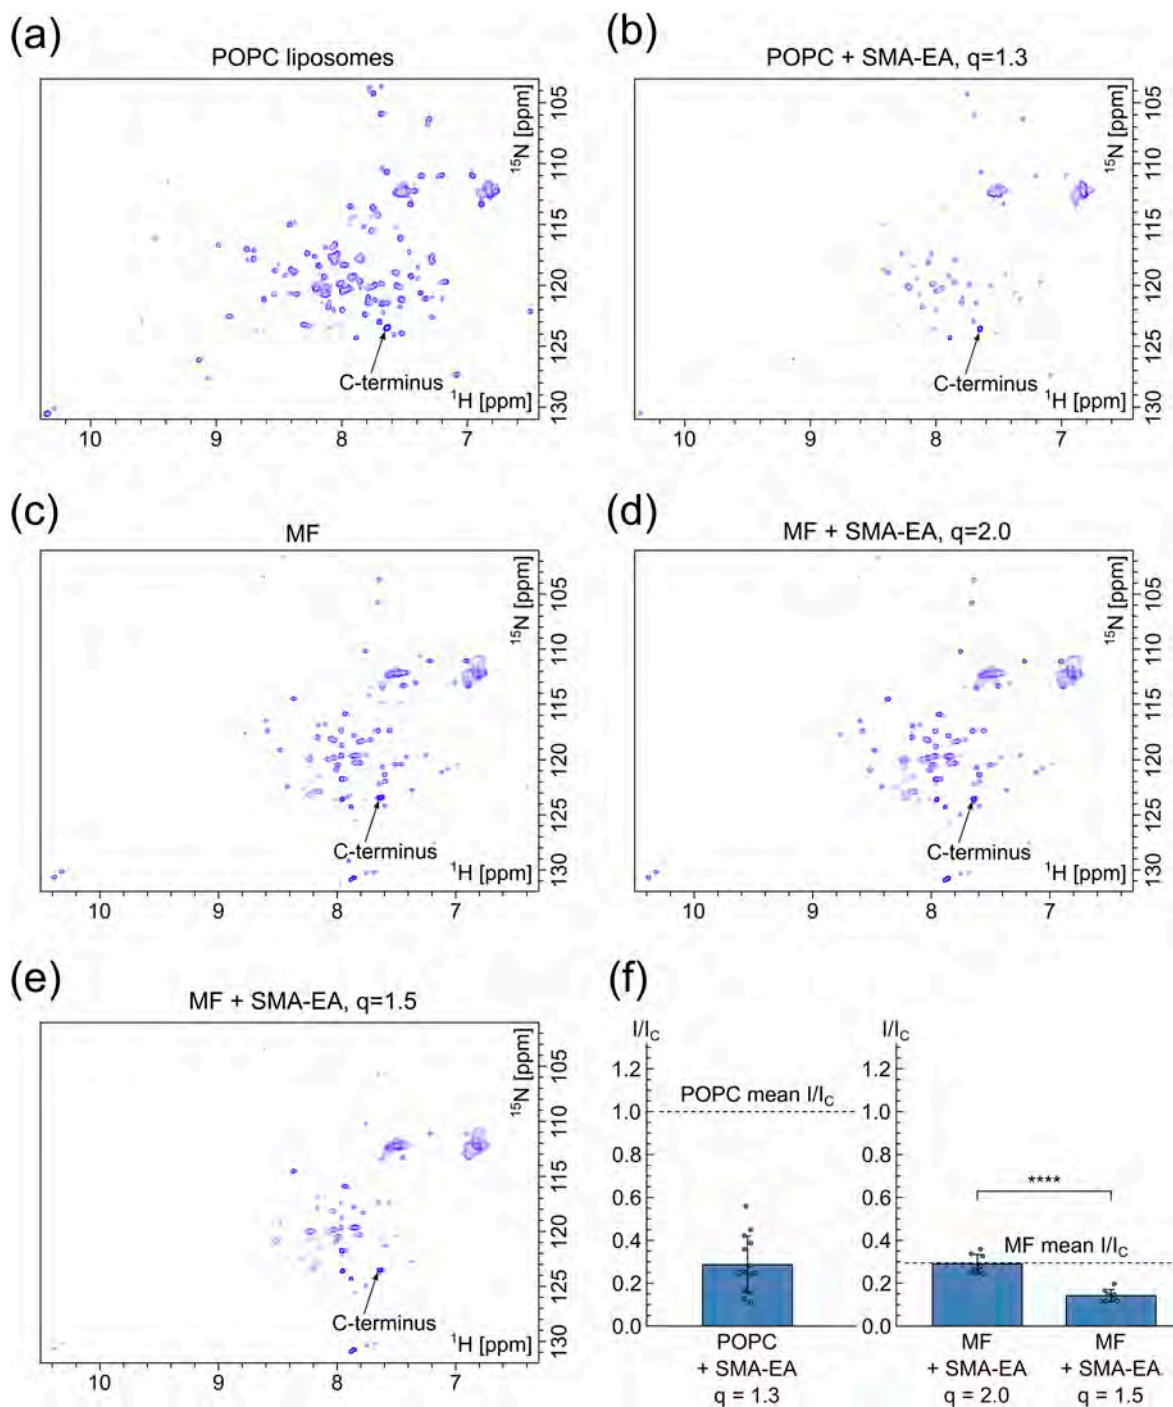 (a)
POPC liposomes
105
110
115
120
125
130
15N [ppm]
C-terminus
1H [ppm]
10
9
8
7
(b)
POPC + SMA-EA, q=1.3
105
110
115
120
125
130
15N [ppm]
C-terminus
1H [ppm]
10
9
8
7
(c)
MF
105
110
115
120
125
130
15N [ppm]
C-terminus
1H [ppm]
10
9
8
7
(d)
MF + SMA-EA, q=2.0
105
110
115
120
125
130
15N [ppm]
C-terminus
1H [ppm]
10
9
8
7
(e)
MF + SMA-EA, q=1.5
105
110
115
120
125
130
15N [ppm]
C-terminus
1H [ppm]
10
9
8
7
(f)
I/IC
1.2
1.0
0.8
0.6
0.4
0.2
0.0
POPC mean I/IC
POPC
+ SMA-EA
q = 1.3
I/IC
1.2
1.0
0.8
0.6
0.4
0.2
0.0
****
MF mean I/IC
MF
+ SMA-EA
q = 2.0
MF
+ SMA-EA
q = 1.5